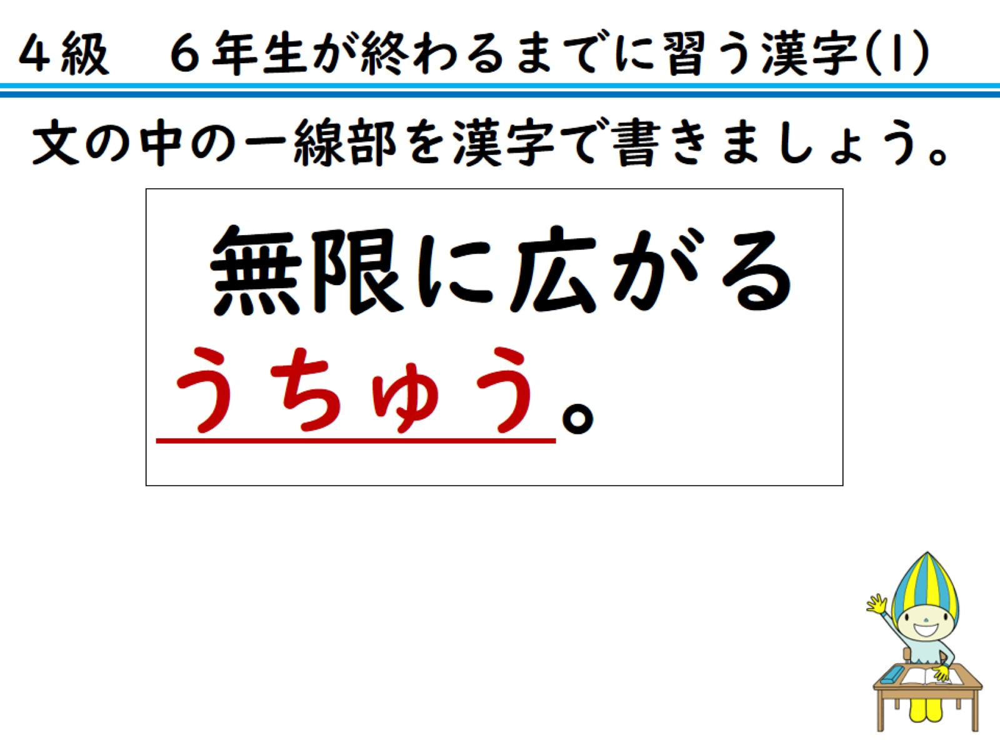 ４級　６年生が終わるまでに習う漢字(1)
文の中の一線部を漢字で書きましょう。
無限に広がる
うちゅう。